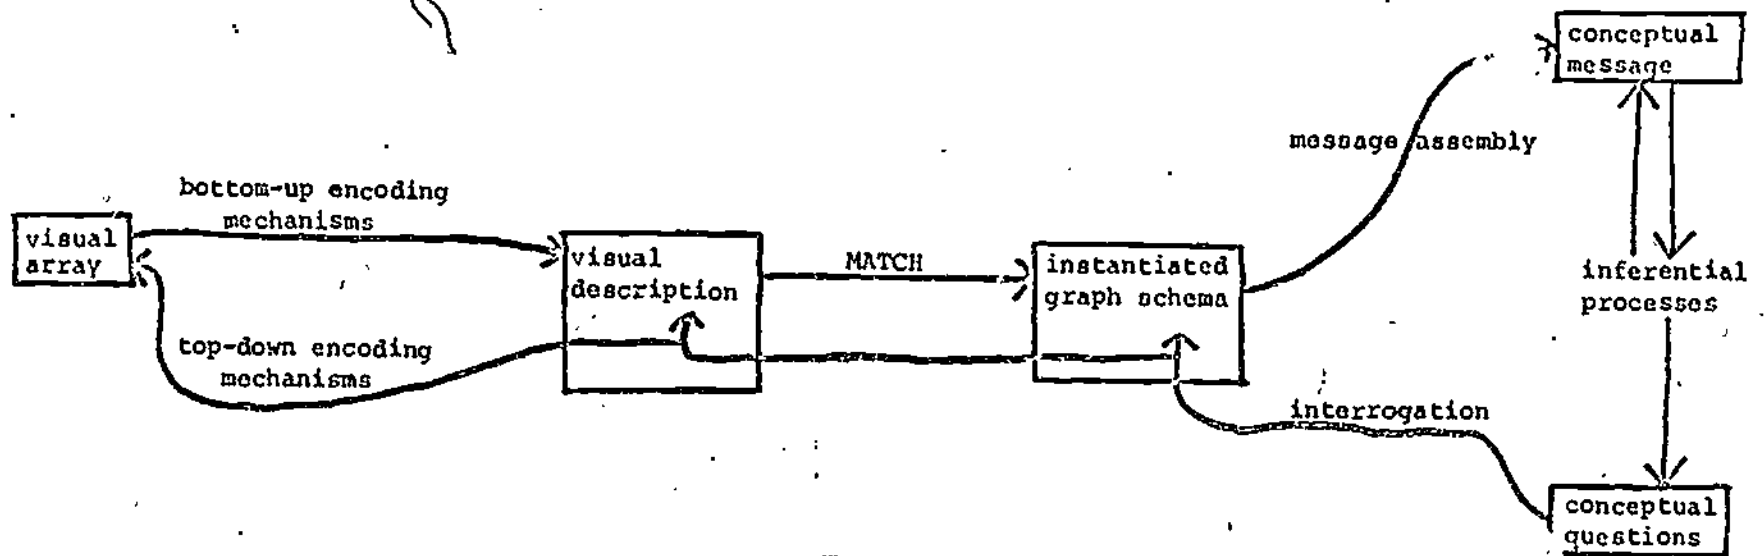 conceptual
message
message assembly
bottom-up encoding
mechanisms
visual
array
visual
description
MATCH
instantiated
graph schema
inferential
processes
top-down encoding
mechanisms
interrogation
conceptual
questions